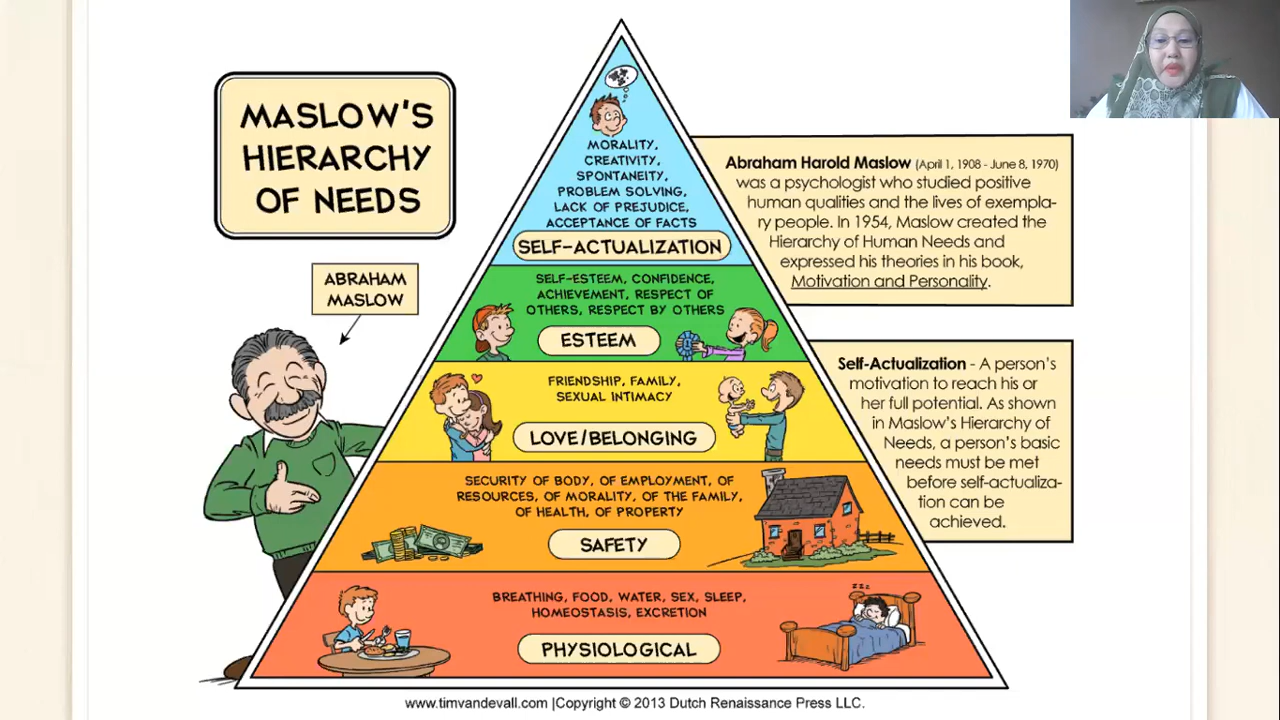 MASLOW'S
HIERARCHY
OF NEEDS
ABRAHAM
MASLOW
MORALITY,
CREATIVITY,
SPONTANEITY,
PROBLEM SOLVING,
LACK OF PREJUDICE,
ACCEPTANCE OF FACTS
SELF-ACTUALIZATION
SELF-ESTEEM, CONFIDENCE,
ACHIEVEMENT, RESPECT OF
OTHERS, RESPECT BY OTHERS
ESTEEM
FRIENDSHIP, FAMILY,
SEXUAL INTIMACY
LOVE/BELONGING
SECURITY OF BODY, OF EMPLOYMENT, OF
RESOURCES, OF MORALITY, OF THE FAMILY,
OF HEALTH, OF PROPERTY
SAFETY
BREATHING, FOOD, WATER, SEX, SLEEP,
HOMEOSTASIS, EXCRETION
PHYSIOLOGICAL
zzz
Abraham Harold Maslow (April 1, 1908 - June 8, 1970)
was a psychologist who studied positive
human qualities and the lives of exempla-
ry people. In 1954, Maslow created the
Hierarchy of Human Needs and
expressed his theories in his book,
Motivation and Personality.
Self-Actualization - A person's
motivation to reach his or
her full potential. As shown
in Maslow's Hierarchy of
Needs, a person's basic
needs must be met
before self-actualiza-
tion can be
achieved.
www.timvandevall.com |Copyright © 2013 Dutch Renaissance Press LLC.